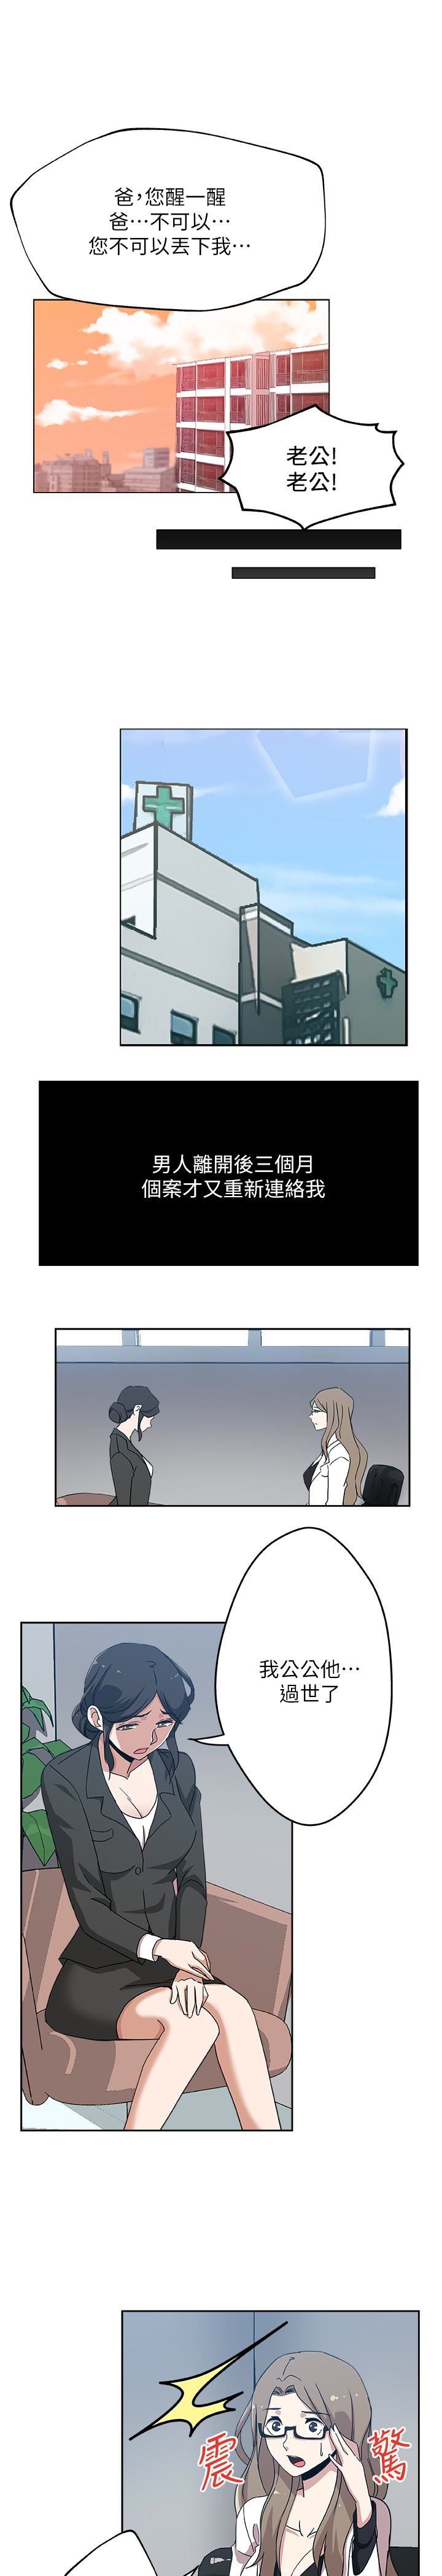 爸,您醒一醒
爸…不可以…
您不可以丟下我…
老公!
老公!
男人離開後三個月
個案才又重新連絡我
我公公他…
過世了
震驚